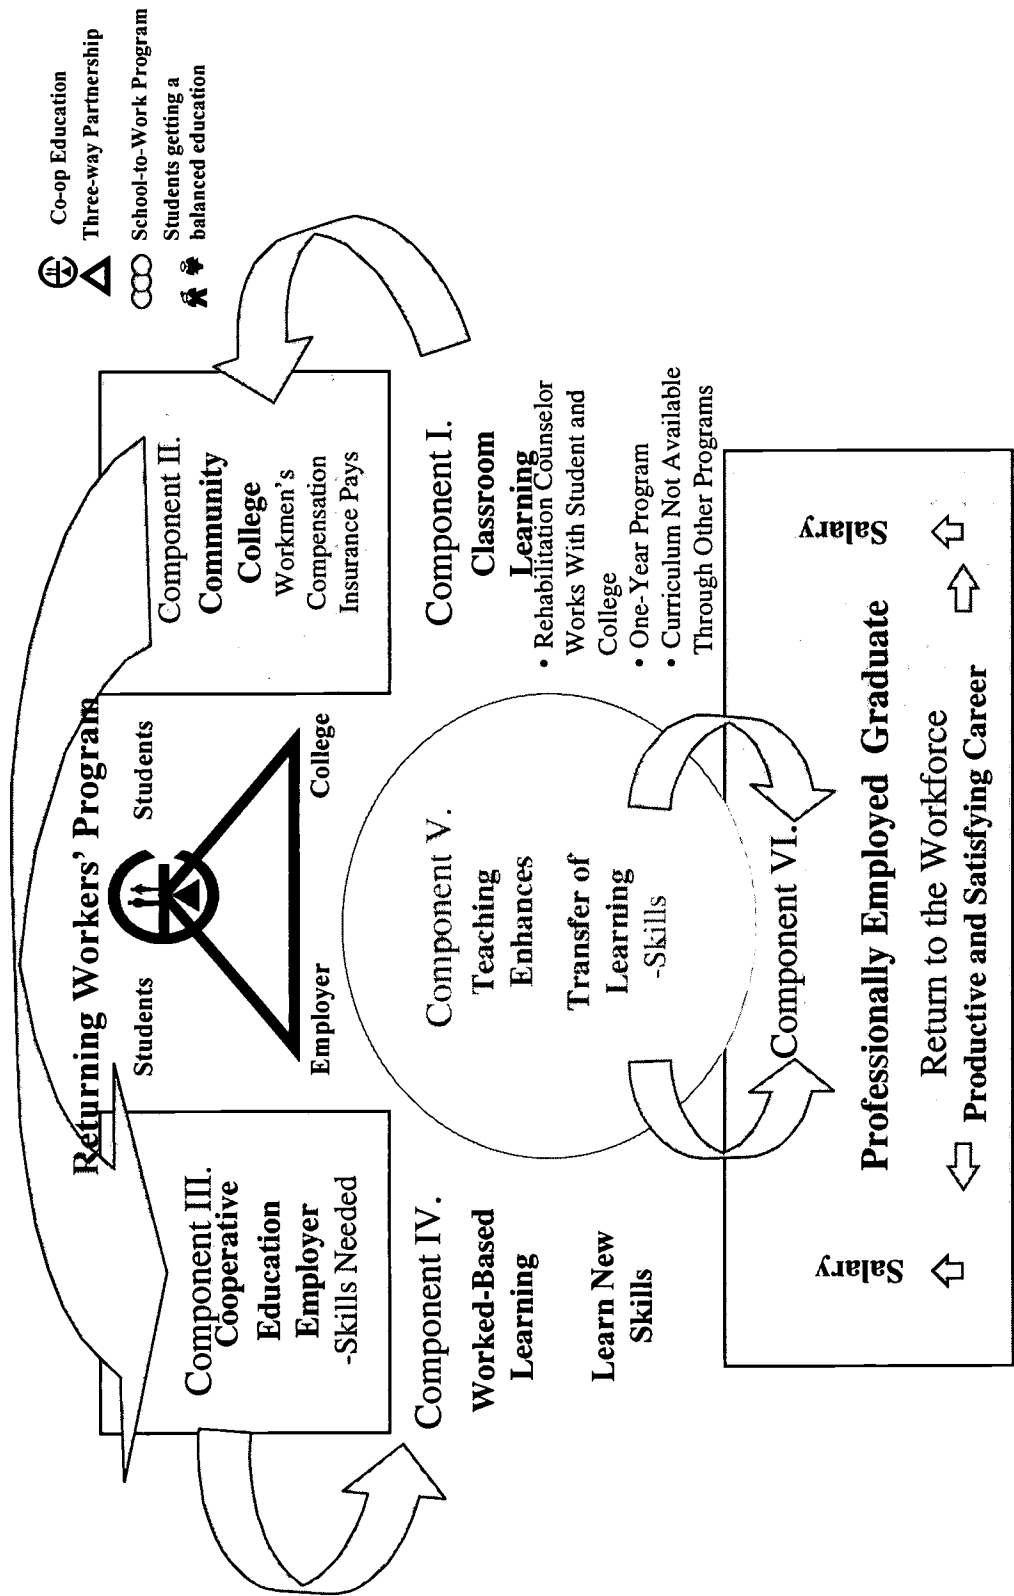 Co-op Education
Three-way Partnership
School-to-Work Program
Students getting a
balanced education
Returning Workers' Program
Component III.
Cooperative
Education
Employer
-Skills Needed
Students
Students
Employer
College
Component II.
Community
College
Workmen's
Compensation
Insurance Pays
Component IV.
Worked-Based
Learning
Learn New
Skills
Component V.
Teaching
Enhances
Transfer of
Learning
-Skills
Component I.
Classroom
Learning
• Rehabilitation Counselor
Works With Student and
College
• One-Year Program
• Curriculum Not Available
Through Other Programs
Component VI.
Professionally Employed Graduate
Return to the Workforce
Productive and Satisfying Career
Salary
Salary